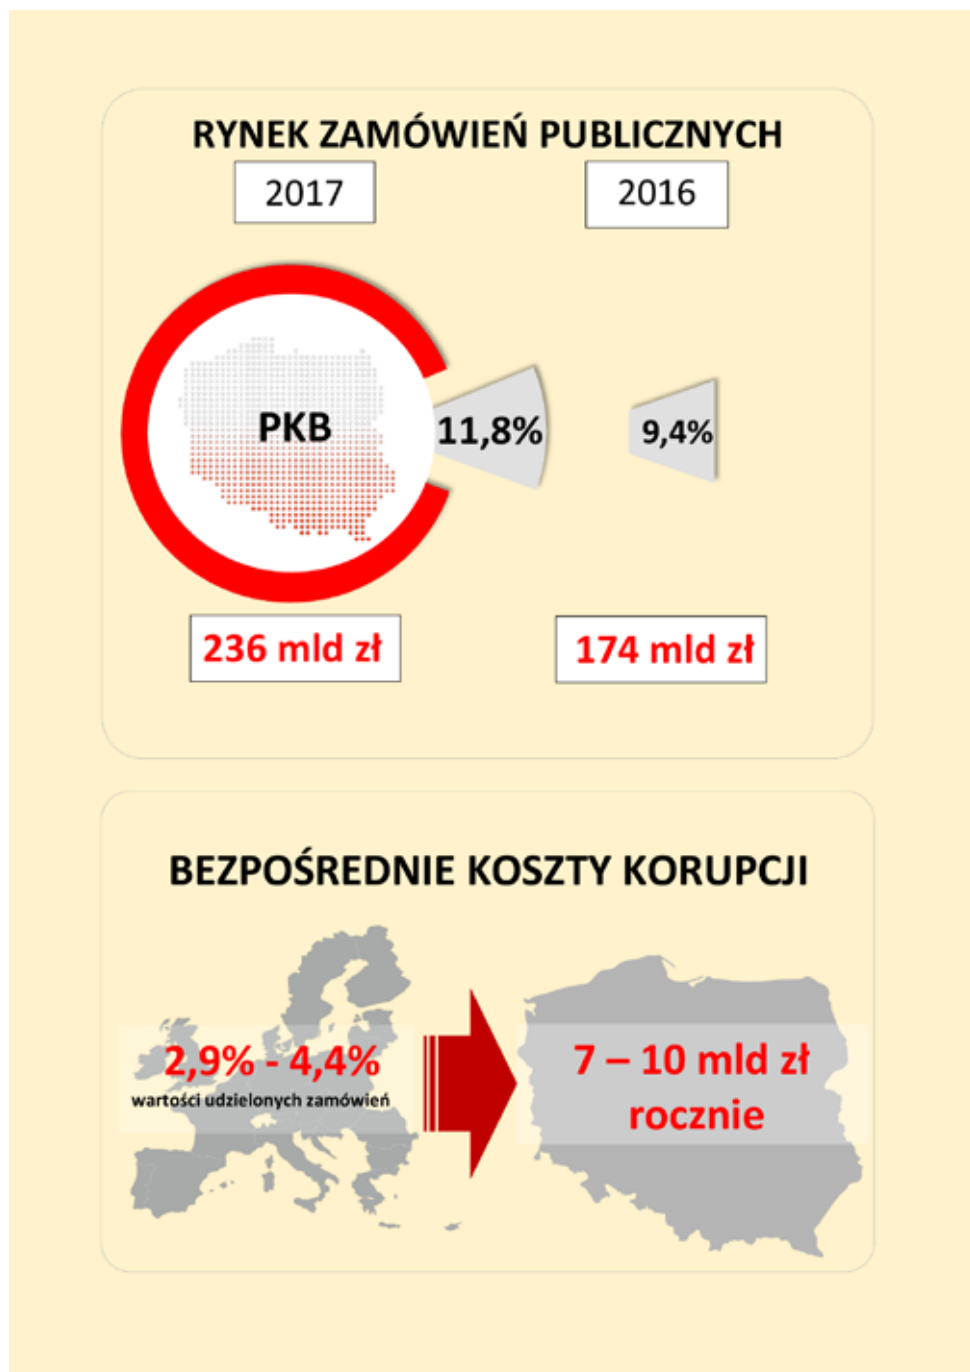 RYNEK ZAMÓWIEŃ PUBLICZNYCH
2017
2016
PKB
11,8%
9,4%
236 mld zł
174 mld zł
BEZPOŚREDNIE KOSZTY KORUPCJI
2,9% - 4,4%
wartości udzielonych zamówień
7 – 10 mld zł
rocznie